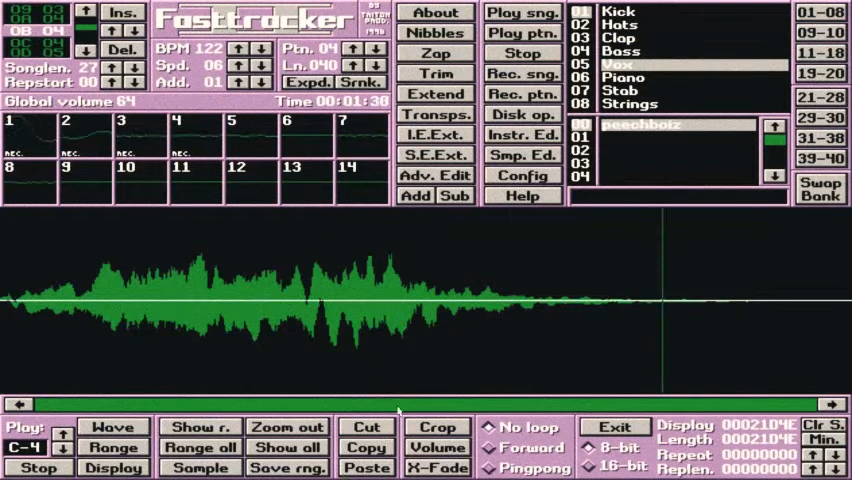 09 03
0A 03
0B 04
0C 04
0D 05
Ins.
Del.
Songlen. 27
Repstart 00
Fasttracker
BY TRITON PROD. 1994
BPM 122
Spd. 06
Add. 01
Ptn. 04
Ln. 040
Expd. Srnk.
Global volume 64 Time 00:01:38
1 2 3 4 5 6 7
REC. REC. REC. REC.
8 9 10 11 12 13 14
About
Nibbles
Zap
Trim
Extend
Transps.
I.E.Ext.
S.E.Ext.
Adv. Edit
Add Sub
Play sng.
Play ptn.
Stop
Rec. sng.
Rec. ptn.
Disk op.
Instr. Ed.
Smp. Ed.
Config
Help
01 Kick
02 Hats
03 Clap
04 Bass
05 Vox
06 Piano
07 Stab
08 Strings
00 peechboiz
01
02
03
04
01-08
09-10
11-18
19-20
21-28
29-30
31-38
39-40
Swap Bank
Play:
C-4
Stop
Wave
Range
Display
Show r.
Range all
Sample
Zoom out
Show all
Save rng.
Cut
Copy
Paste
Crop
Volume
X-Fade
No loop
Forward
Pingpong
Exit
8-bit
16-bit
Display 00021D4E
Length 00021D4E
Repeat 00000000
Replen. 00000000
Clr S.
Min.